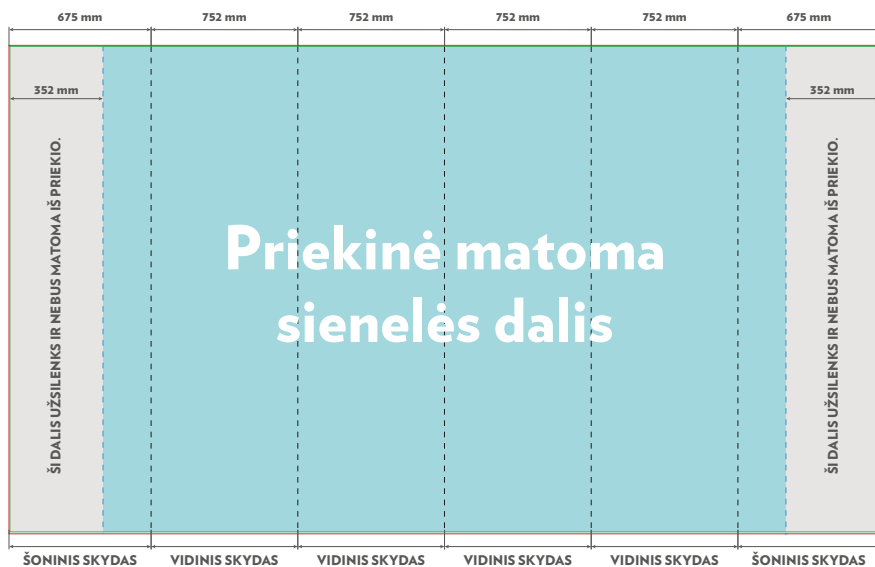 675 mm
752 mm
752 mm
752 mm
752 mm
675 mm
352 mm
352 mm
ŠI DALIS UŽSILENKS IR NEBUS MATOMA IŠ PRIEKIO.
Priekinė matoma
sienelės dalis
ŠI DALIS UŽSILENKS IR NEBUS MATOMA IŠ PRIEKIO.
ŠONINIS SKYDAS
VIDINIS SKYDAS
VIDINIS SKYDAS
VIDINIS SKYDAS
VIDINIS SKYDAS
ŠONINIS SKYDAS